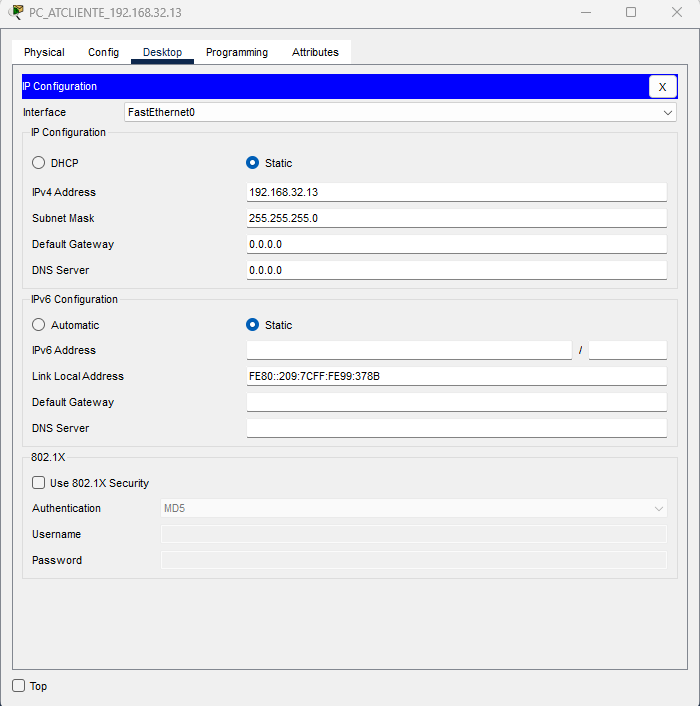 PC_ATCLIENTE_192.168.32.13
Physical Config Desktop Programming Attributes
IP Configuration X
Interface FastEthernet0
IP Configuration
DHCP Static
IPv4 Address 192.168.32.13
Subnet Mask 255.255.255.0
Default Gateway 0.0.0.0
DNS Server 0.0.0.0
IPv6 Configuration
Automatic Static
IPv6 Address /
Link Local Address FE80::209:7CFF:FE99:378B
Default Gateway
DNS Server
802.1X
Use 802.1X Security
Authentication MD5
Username
Password
Top